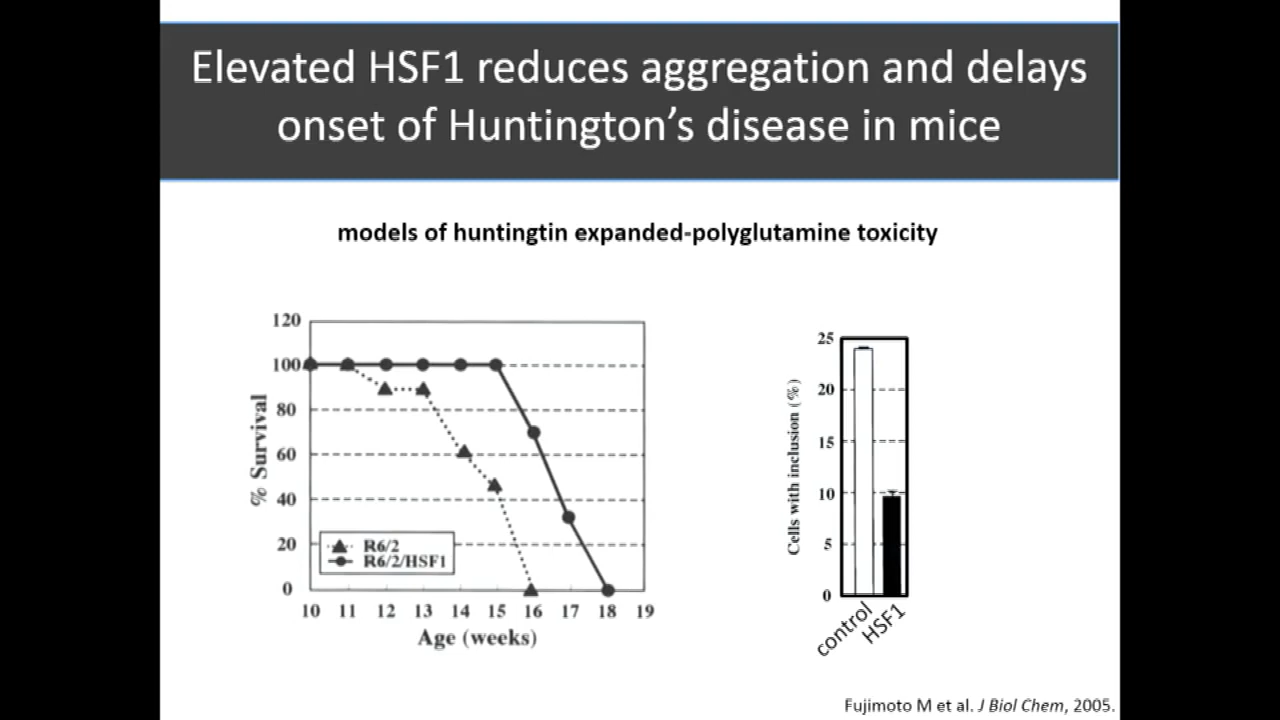 Elevated HSF1 reduces aggregation and delays
onset of Huntington's disease in mice
models of huntingtin expanded-polyglutamine toxicity
120
100
80
60
40
20
0
% Survival
R6/2
R6/2/HSF1
10 11 12 13 14 15 16 17 18 19
Age (weeks)
25
20
15
10
5
0
Cells with inclusion (%)
control
HSF1
Fujimoto M et al. J Biol Chem, 2005.